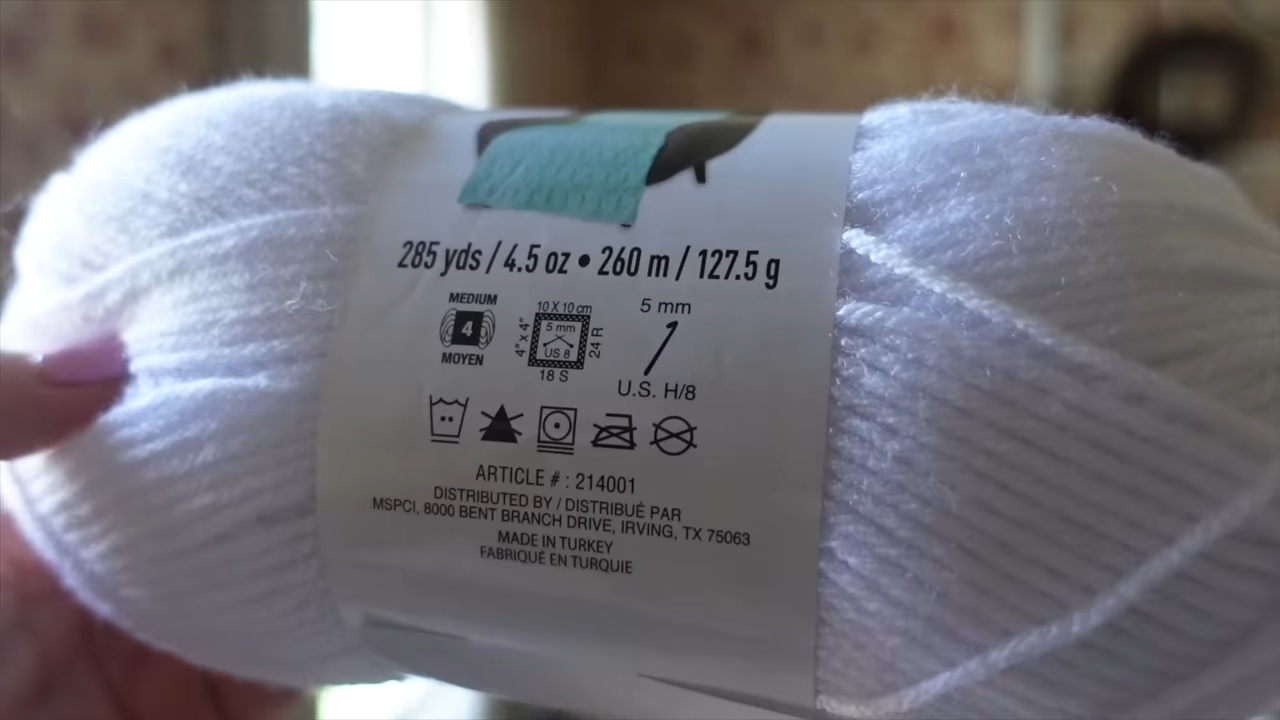 285 yds / 4.5 oz • 260 m / 127.5 g
MEDIUM
4
MOYEN
10 X 10 cm
4" x 4"
5 mm
US 8
24 R
18 S
5 mm
U.S. H/8
ARTICLE # : 214001
DISTRIBUTED BY / DISTRIBUÉ PAR
MSPCI, 8000 BENT BRANCH DRIVE, IRVING, TX 75063
MADE IN TURKEY
FABRIQUÉ EN TURQUIE